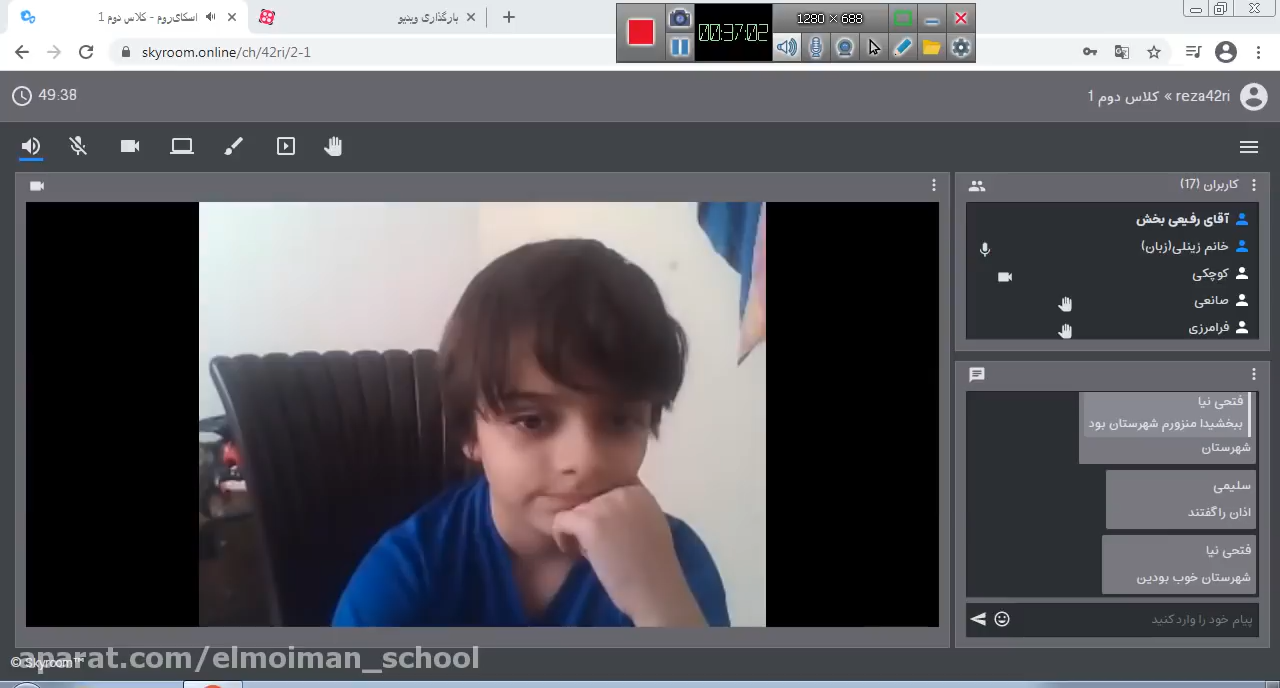 اسکای‌روم - کلاس دوم 1
بارگذاری ویدیو
00:37:02
1280 × 688
skyroom.online/ch/42ri/2-1
49:38
reza42ri » کلاس دوم 1
کاربران (17)
آقای رفیعی بخش
خانم زینلی(زبان)
کوچکی
صانعی
فرامرزی
فتحی نیا
ببخشیدا منزورم شهرستان بود
شهرستان
سلیمی
اذان را گفتند
فتحی نیا
شهرستان خوب بودین
پیام خود را وارد کنید
© Skyroom™
aparat.com/elmoiman_school